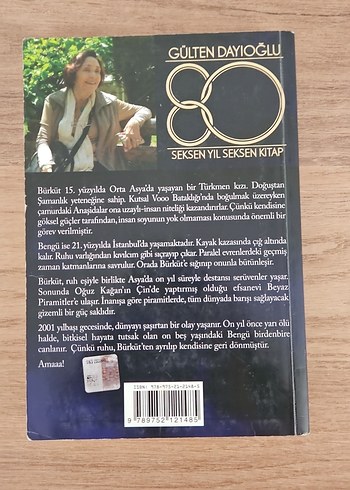 GÜLTEN DAYIOĞLU
80
SEKSEN YIL SEKSEN KİTAP
Bürküt 15. yüzyılda Orta Asya'da yaşayan bir Türkmen kızı. Doğuştan
Şamanlık yeteneğine sahip. Kutsal Vooo Bataklığı'nda boğulmak üzereyken
çamurdaki Anaşidalar ona uzaylı-insan niteliği kazandırırlar. Çünkü kendisine
göksel güçler tarafından, insan soyunun yok olmaması konusunda önemli bir
görev verilmiştir.
Bengü ise 21. yüzyılda İstanbul'da yaşamaktadır. Kayak kazasında çığ altında
kalır. Ruhu varlığından kıvılcım gibi sıçrayıp çıkar. Paralel evrenlerdeki geçmiş
zaman katmanlarına savrulur. Orada Bürküt'e sığınıp onunla bütünleşir.
Bürküt, ruh eşiyle birlikte Asya'da on yıl süreyle destansı serüvenler yaşar.
Sonunda Oğuz Kağan'ın Çin'de yaptırmış olduğu efsanevi Beyaz
Piramitler'e ulaşır. İnanışa göre piramitlerde, tüm dünyada barışı sağlayacak
gizemli bir güç saklıdır.
2001 yılbaşı gecesinde, dünyayı şaşırtan bir olay yaşanır. On yıl önce yarı ölü
halde, bitkisel hayata tutsak olan on beş yaşındaki Bengü birdenbire
canlanır. Çünkü ruhu, Bürküt'ten ayrılıp kendisine geri dönmüştür.
Amaaa!
ISBN: 978-975-21-2148-5
9 789752 121485